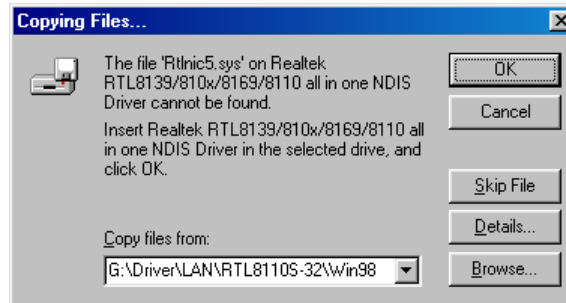 Copying Files...
The file 'Rtlnic5.sys' on Realtek
RTL8139/810x/8169/8110 all in one NDIS
Driver cannot be found.
Insert Realtek RTL8139/810x/8169/8110 all
in one NDIS Driver in the selected drive, and
click OK.
Copy files from:
G:\Driver\LAN\RTL8110S-32\Win98
OK
Cancel
Skip File
Details...
Browse...